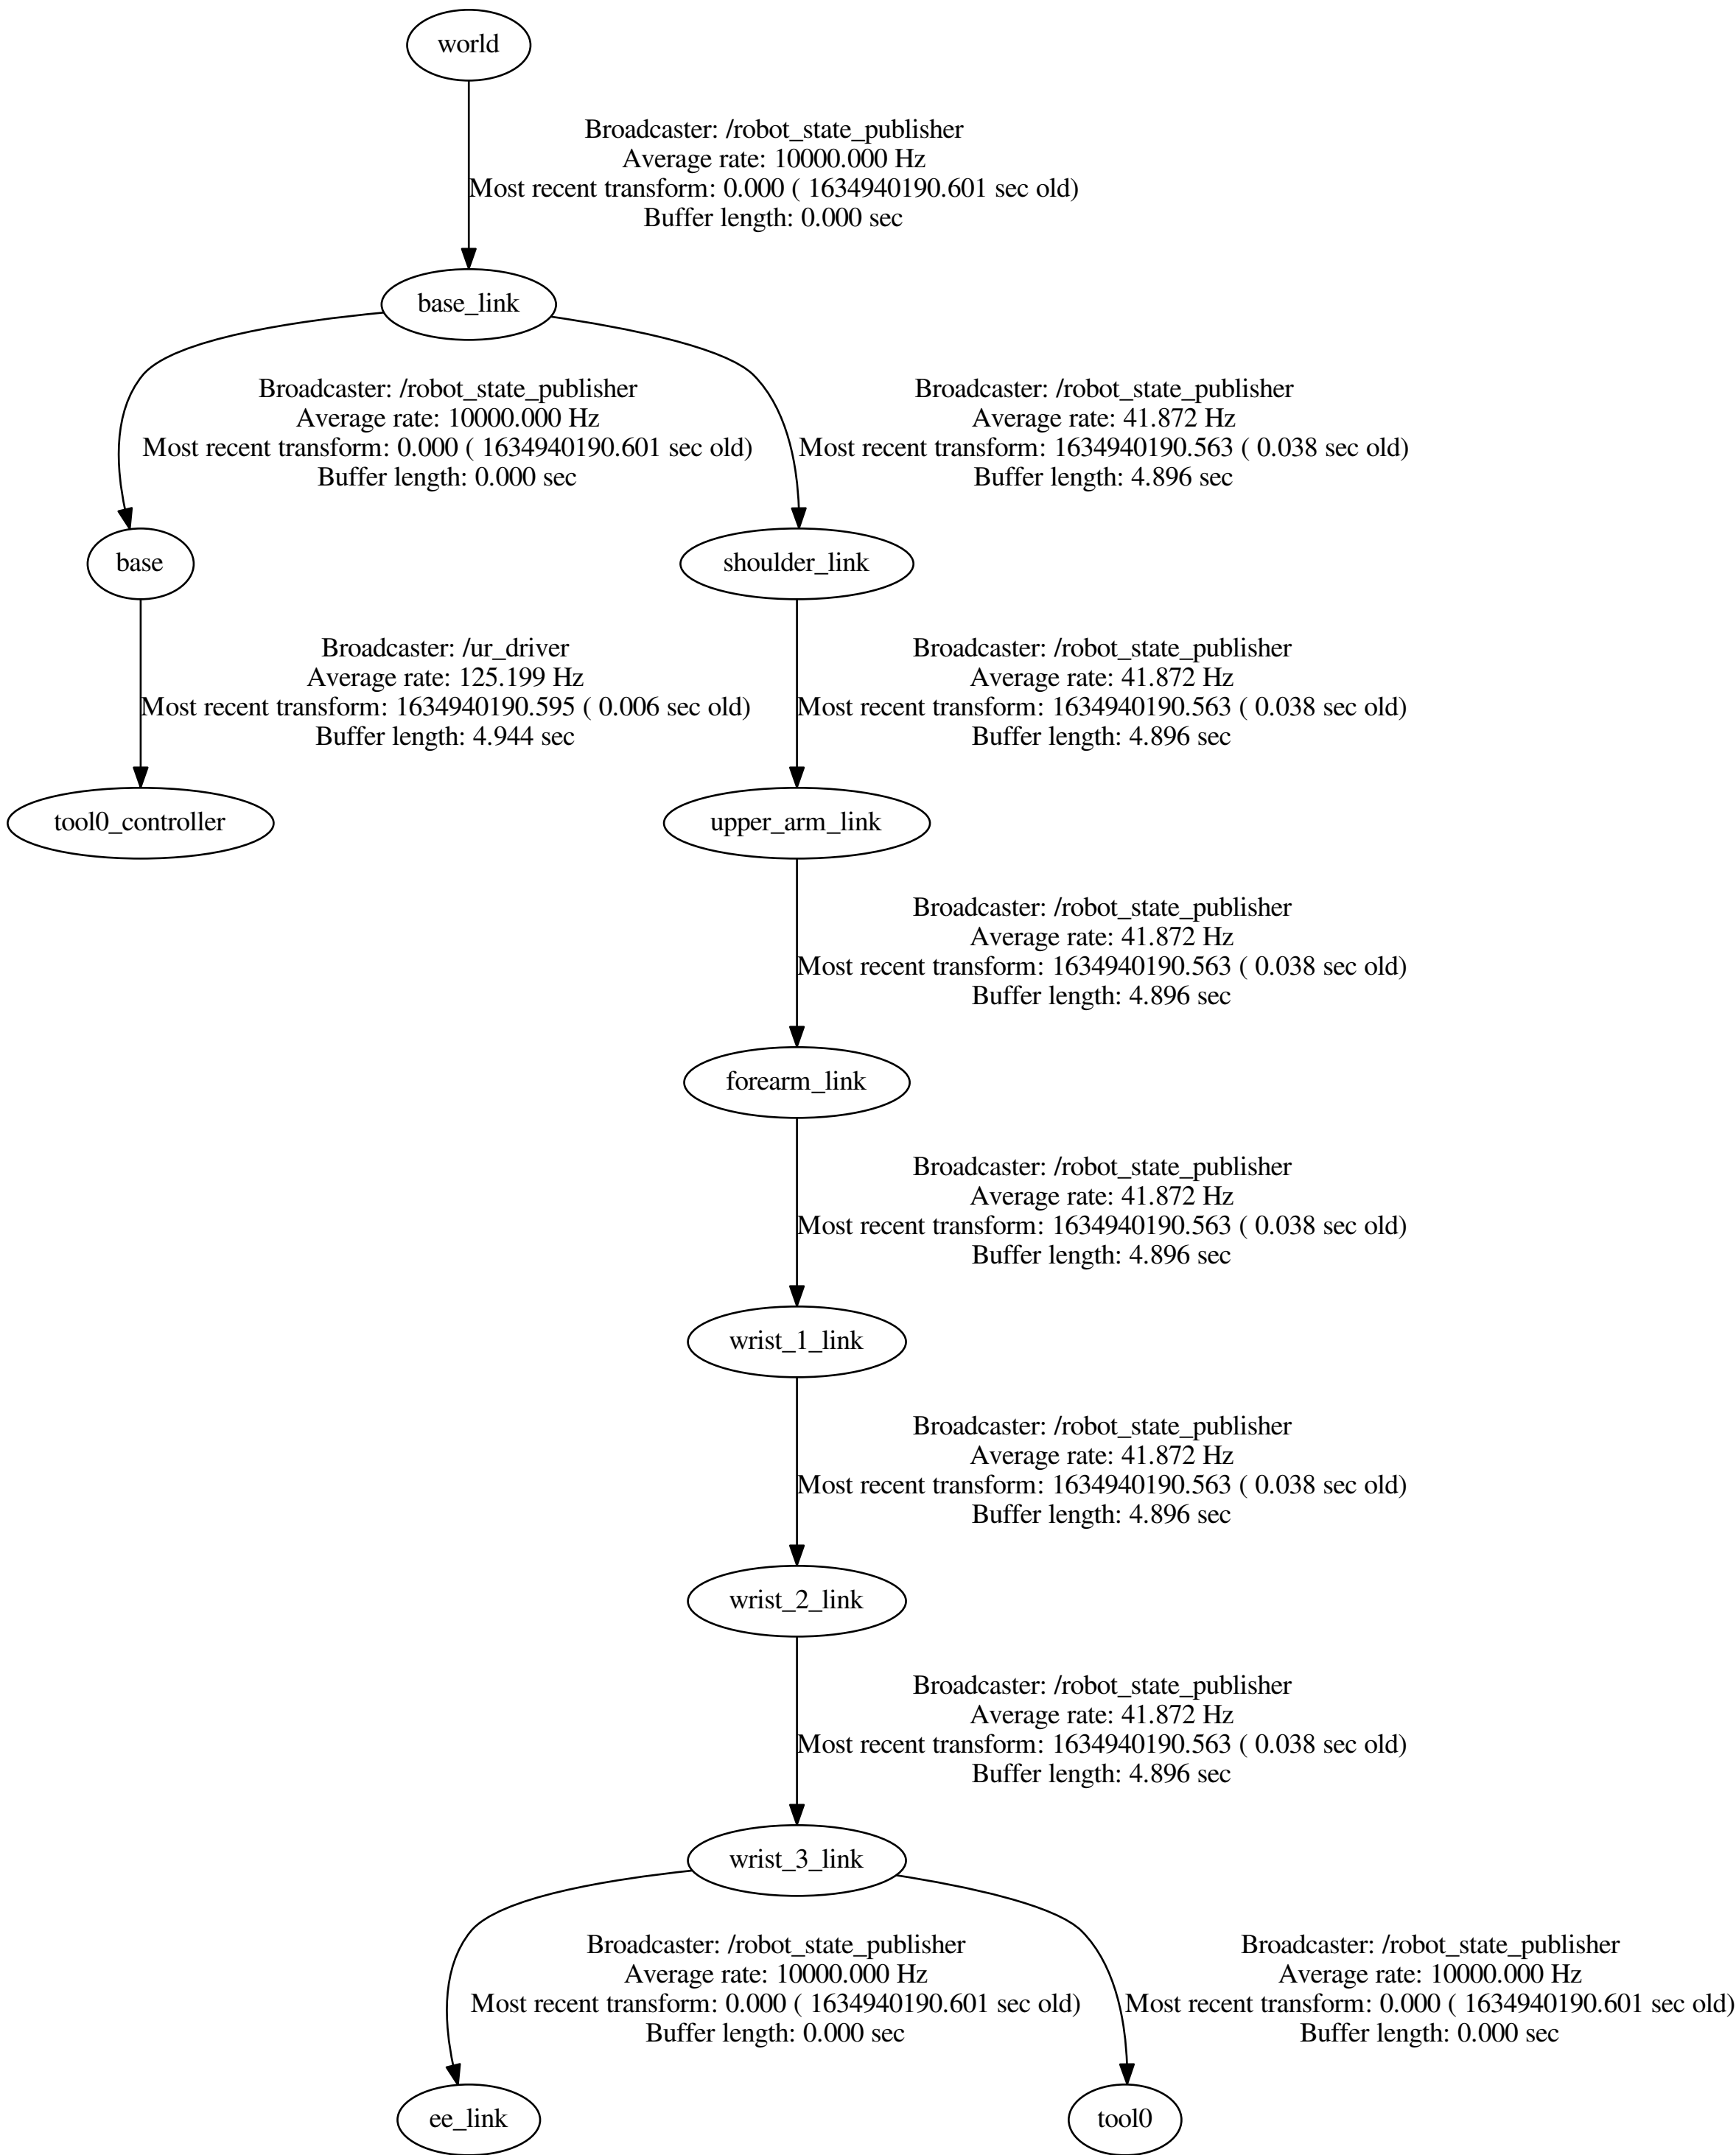 world
Broadcaster: /robot_state_publisher
Average rate: 10000.000 Hz
Most recent transform: 0.000 ( 1634940190.601 sec old)
Buffer length: 0.000 sec
base_link
Broadcaster: /robot_state_publisher
Average rate: 10000.000 Hz
Most recent transform: 0.000 ( 1634940190.601 sec old)
Buffer length: 0.000 sec
Broadcaster: /robot_state_publisher
Average rate: 41.872 Hz
Most recent transform: 1634940190.563 ( 0.038 sec old)
Buffer length: 4.896 sec
base
shoulder_link
Broadcaster: /ur_driver
Average rate: 125.199 Hz
Most recent transform: 1634940190.595 ( 0.006 sec old)
Buffer length: 4.944 sec
Broadcaster: /robot_state_publisher
Average rate: 41.872 Hz
Most recent transform: 1634940190.563 ( 0.038 sec old)
Buffer length: 4.896 sec
tool0_controller
upper_arm_link
Broadcaster: /robot_state_publisher
Average rate: 41.872 Hz
Most recent transform: 1634940190.563 ( 0.038 sec old)
Buffer length: 4.896 sec
forearm_link
Broadcaster: /robot_state_publisher
Average rate: 41.872 Hz
Most recent transform: 1634940190.563 ( 0.038 sec old)
Buffer length: 4.896 sec
wrist_1_link
Broadcaster: /robot_state_publisher
Average rate: 41.872 Hz
Most recent transform: 1634940190.563 ( 0.038 sec old)
Buffer length: 4.896 sec
wrist_2_link
Broadcaster: /robot_state_publisher
Average rate: 41.872 Hz
Most recent transform: 1634940190.563 ( 0.038 sec old)
Buffer length: 4.896 sec
wrist_3_link
Broadcaster: /robot_state_publisher
Average rate: 10000.000 Hz
Most recent transform: 0.000 ( 1634940190.601 sec old)
Buffer length: 0.000 sec
Broadcaster: /robot_state_publisher
Average rate: 10000.000 Hz
Most recent transform: 0.000 ( 1634940190.601 sec old)
Buffer length: 0.000 sec
ee_link
tool0